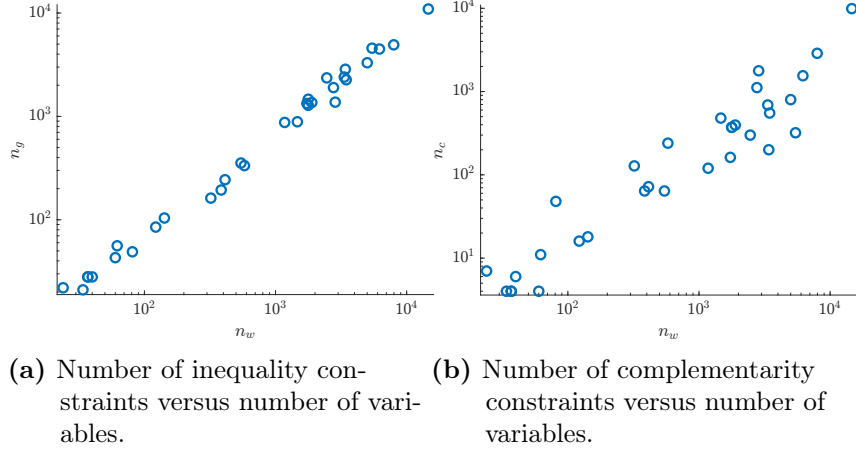 10^4
10^3
10^2
n_g
10^2
10^3
10^4
n_w
10^4
10^3
10^2
10^1
n_c
10^2
10^3
10^4
n_w
(a) Number of inequality con-
straints versus number of vari-
ables.
(b) Number of complementarity
constraints versus number of
variables.